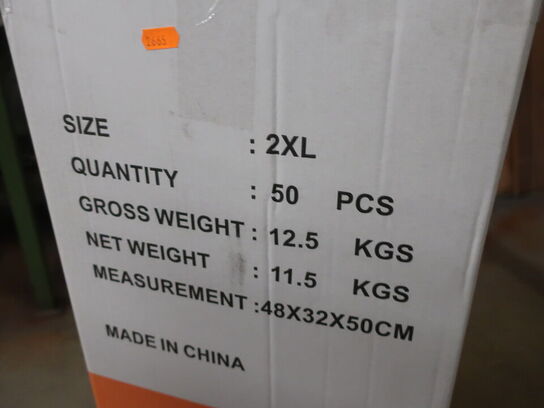 2665
SIZE : 2XL
QUANTITY : 50 PCS
GROSS WEIGHT : 12.5 KGS
NET WEIGHT : 11.5 KGS
MEASUREMENT :48X32X50CM
MADE IN CHINA